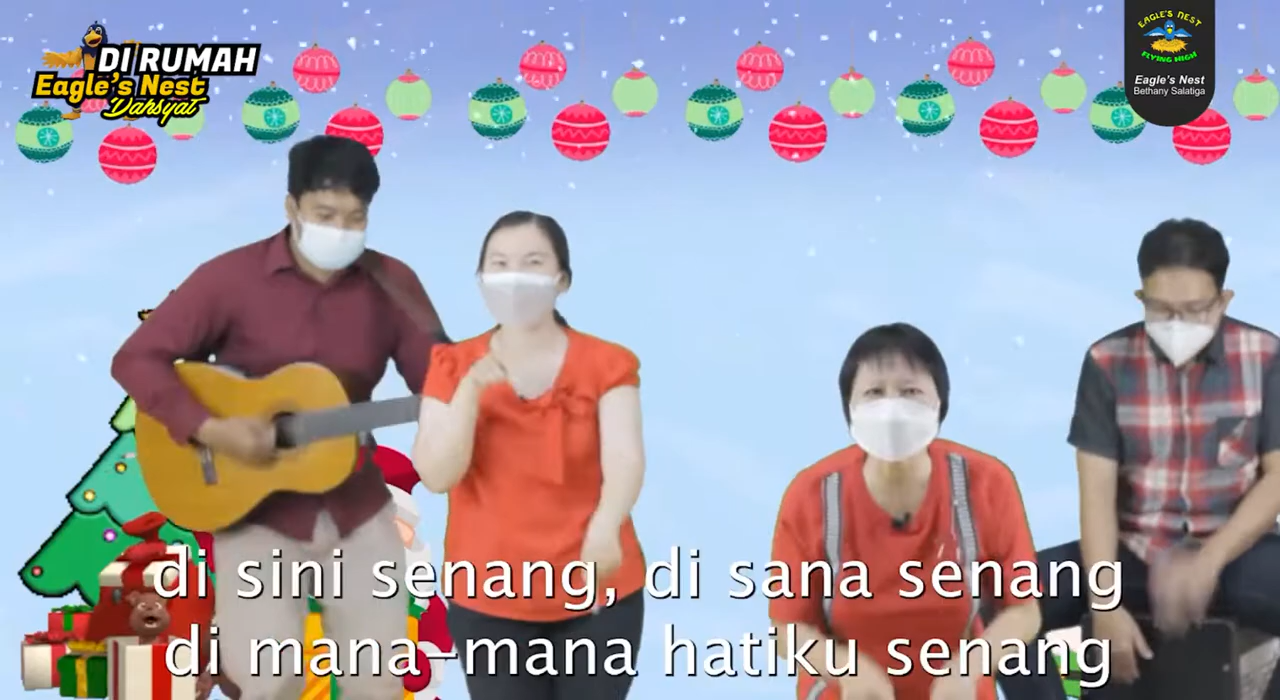 DI RUMAH
Eagle's Nest
Dahsyat
EAGLE'S NEST
FLYING HIGH
Eagle's Nest
Bethany Salatiga
di sini senang, di sana senang
di mana-mana hatiku senang